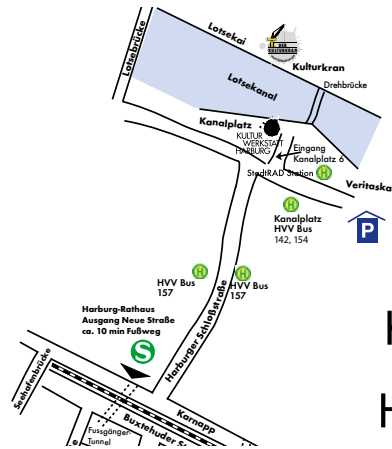 Lotsekai
DER
KULTURKRAN
Kulturkran
Lotsebrücke
Drehbrücke
Lotsekanal
Kanalplatz
KULTUR
WERKSTATT
HARBURG
Eingang
Kanalplatz 6
StadtRAD Station
H
Veritaska
H
Kanalplatz
HVV Bus
142, 154
P
H
HVV Bus
157
H
HVV Bus
157
Harburg-Rathaus
Ausgang Neue Straße
ca. 10 min Fußweg
S
Harburger Schloßstraße
Seehafenbrücke
Karnapp
Buxtehuder S
Fussgänger-
Tunnel
H